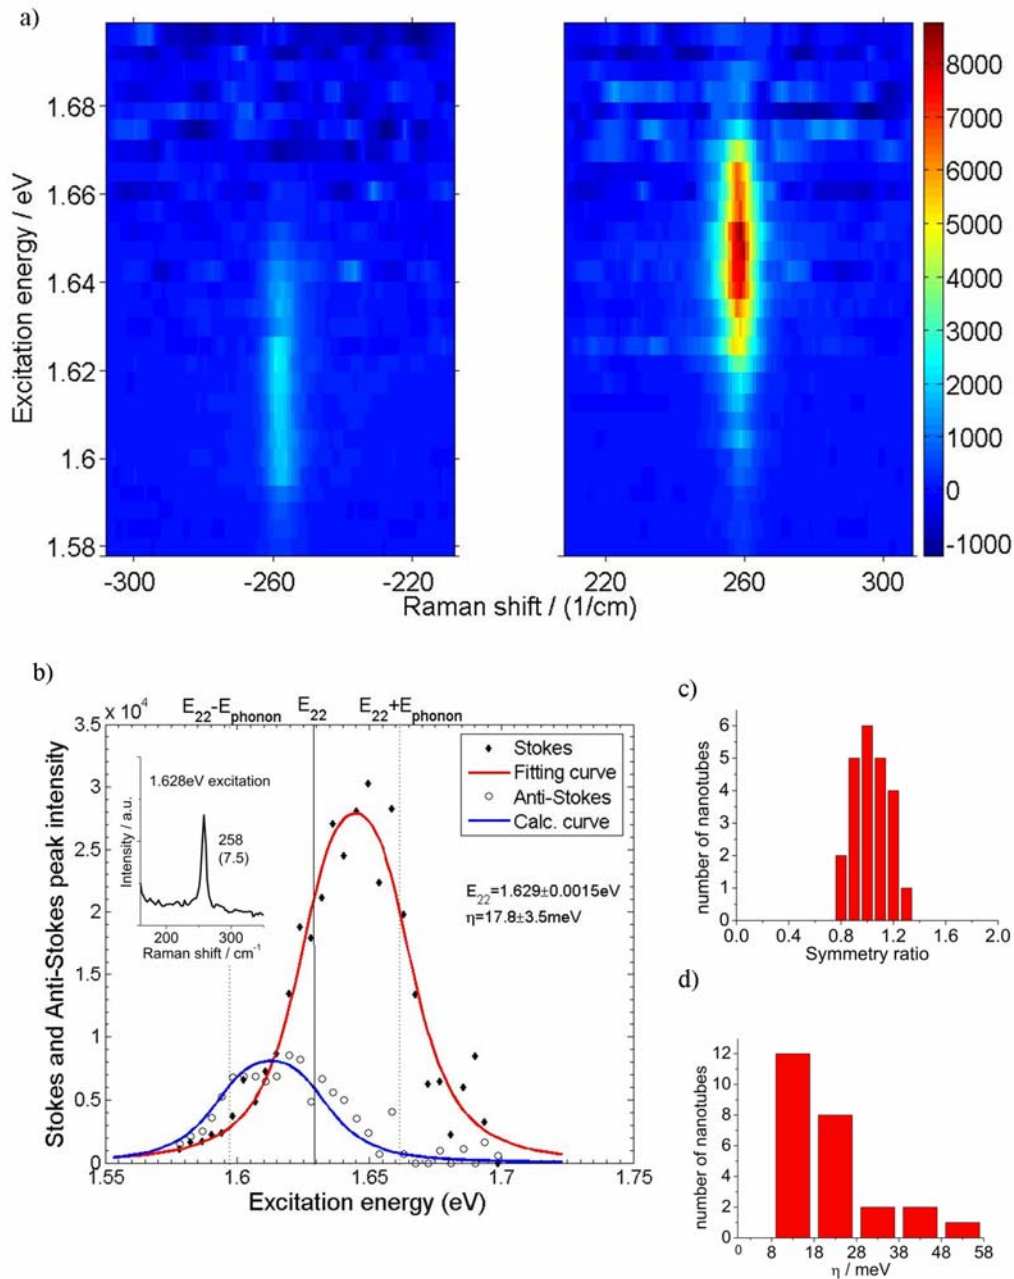 a)
Excitation energy / eV
1.68
1.66
1.64
1.62
1.6
1.58
-300 -260 -220 220 260 300
Raman shift / (1/cm)
8000
7000
6000
5000
4000
3000
2000
1000
0
-1000
b)
E22-Ephonon E22 E22+Ephonon
x 10^4
Stokes and Anti-Stokes peak intensity
3.5
3
2.5
2
1.5
1
0.5
0
1.55 1.6 1.65 1.7 1.75
Excitation energy (eV)
Stokes
Fitting curve
Anti-Stokes
Calc. curve
E22=1.629±0.0015eV
η=17.8±3.5meV
1.628eV excitation
Intensity / a.u.
258
(7.5)
200 300
Raman shift / cm-1
c)
number of nanotubes
6
5
4
3
2
1
0
0.0 0.4 0.8 1.2 1.6 2.0
Symmetry ratio
d)
number of nanotubes
12
10
8
6
4
2
0
0 8 18 28 38 48 58
η / meV